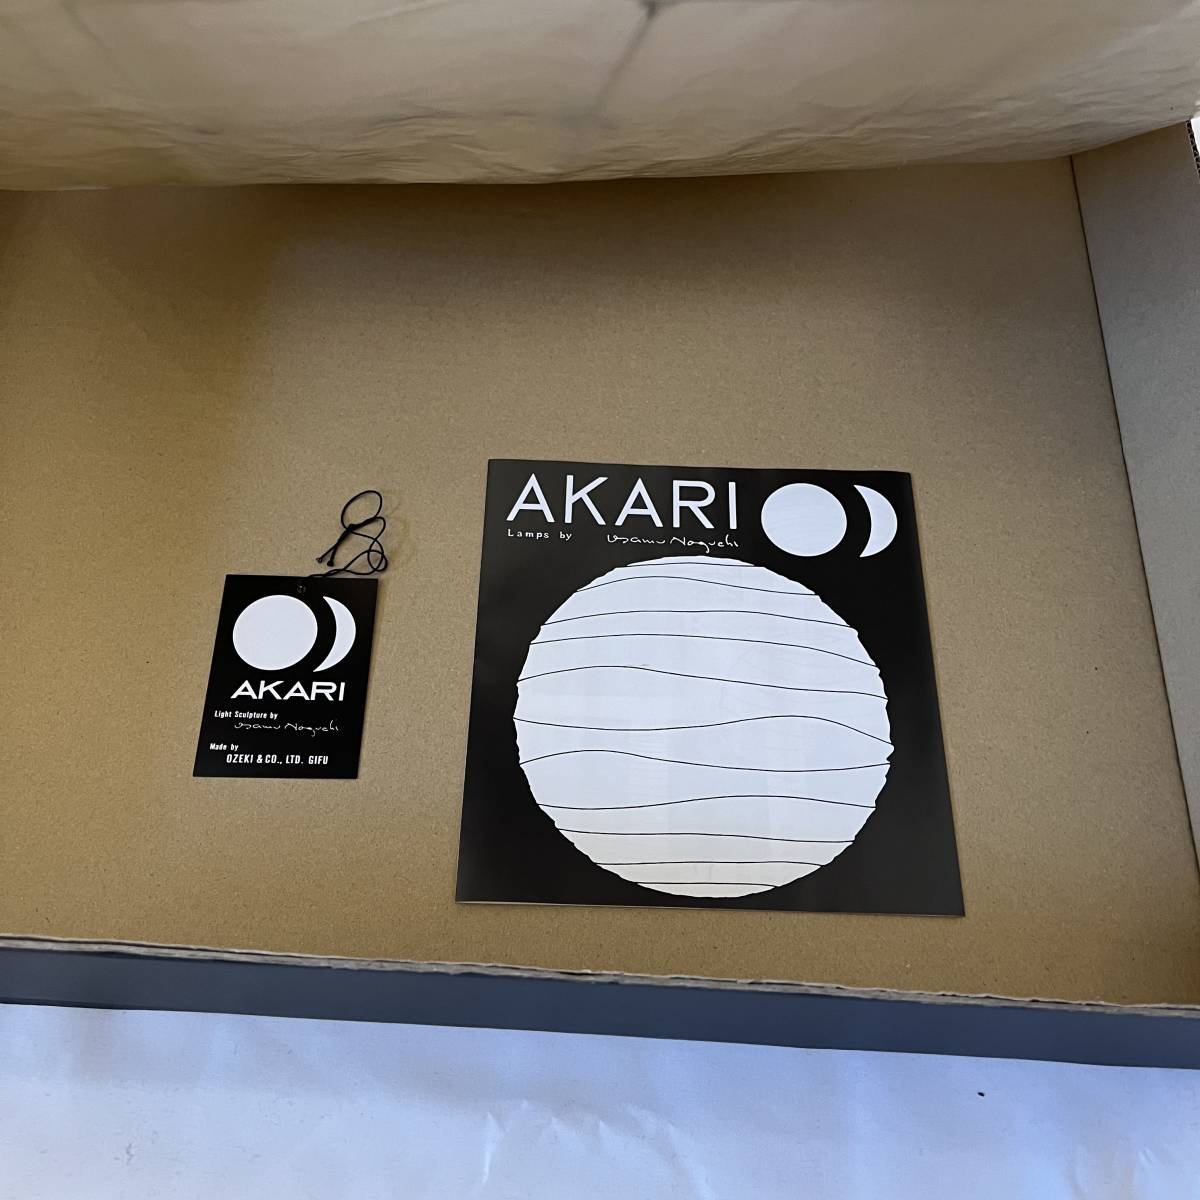 AKARI
Light Sculpture by
Isamu Noguchi
Made by
OZEKI & CO., LTD. GIFU
AKARI
Lamps by Isamu Noguchi